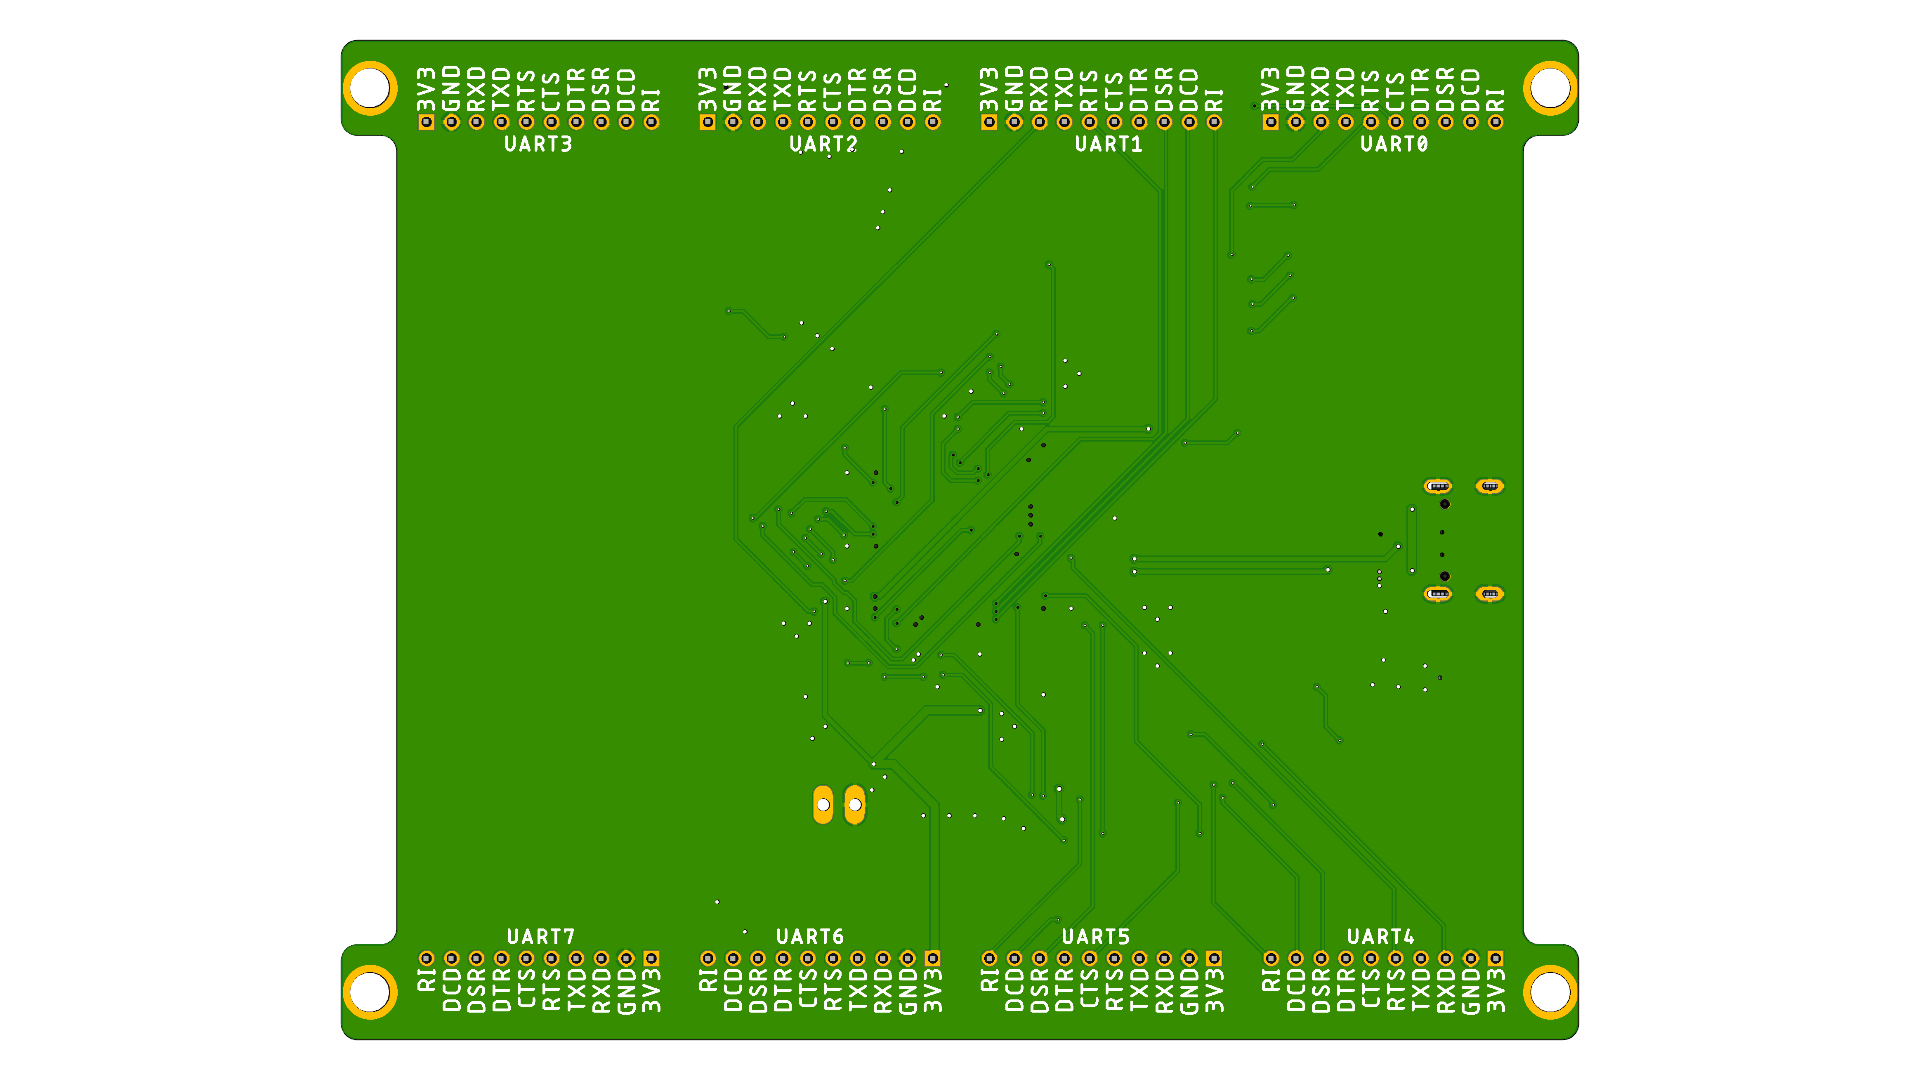 3V3 GND RXD TXD RTS CTS DTR DSR DCD RI
UART3
3V3 GND RXD TXD RTS CTS DTR DSR DCD RI
UART2
3V3 GND RXD TXD RTS CTS DTR DSR DCD RI
UART1
3V3 GND RXD TXD RTS CTS DTR DSR DCD RI
UART0
UART7
RI DCD DSR DTR CTS RTS TXD RXD GND 3V3
UART6
RI DCD DSR DTR CTS RTS TXD RXD GND 3V3
UART5
RI DCD DSR DTR CTS RTS TXD RXD GND 3V3
UART4
RI DCD DSR DTR CTS RTS TXD RXD GND 3V3